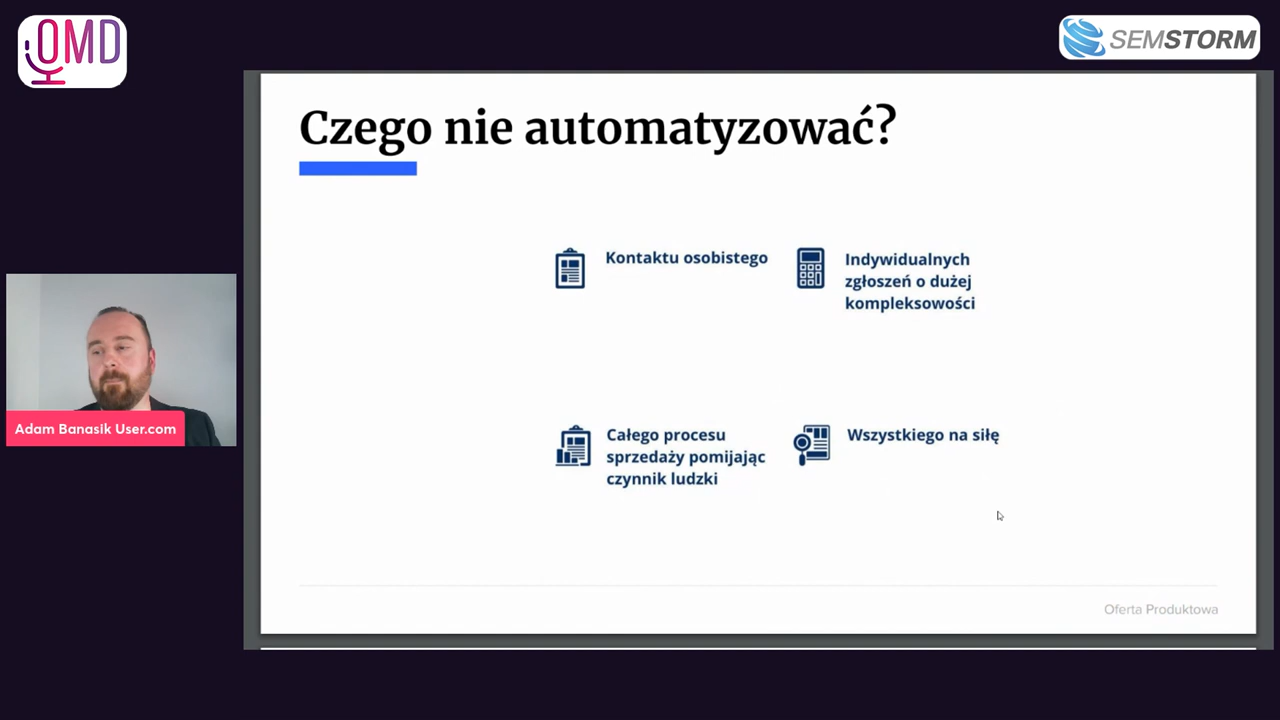 OMD
SEMSTORM
Czego nie automatyzować?
Kontaktu osobistego
Indywidualnych
zgłoszeń o dużej
kompleksowości
Całego procesu
sprzedaży pomijając
czynnik ludzki
Wszystkiego na siłę
Adam Banasik User.com
Oferta Produktowa